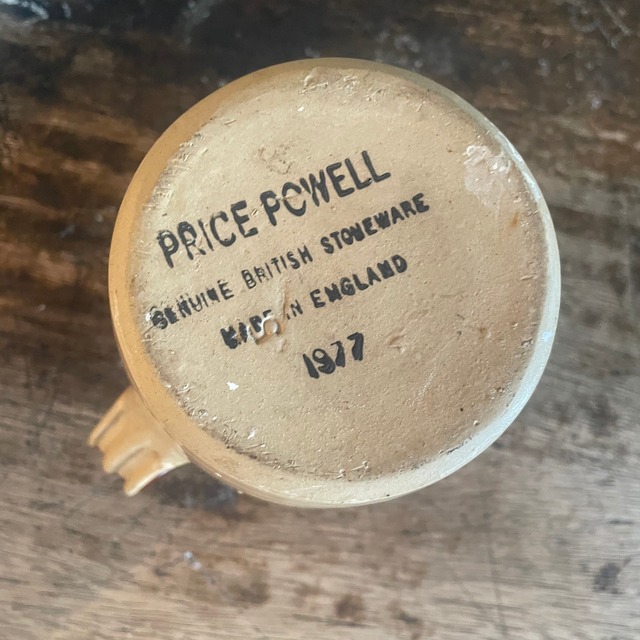 PRICE POWELL
GENUINE BRITISH STONEWARE
MADE IN ENGLAND
1977